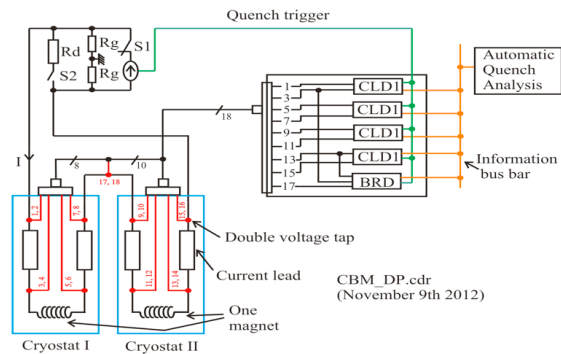 Quench trigger
Rd
Rg
S1
S2
Rg
Automatic
Quench
Analysis
1
3
5
7
9
11
13
15
17
CLD1
CLD1
CLD1
CLD1
BRD
18
I
8
10
17, 18
Information
bus bar
1, 2
7, 8
9, 10
15, 16
3, 4
5, 6
11, 12
13, 14
Double voltage tap
Current lead
CBM_DP.cdr
(November 9th 2012)
One
magnet
Cryostat I
Cryostat II